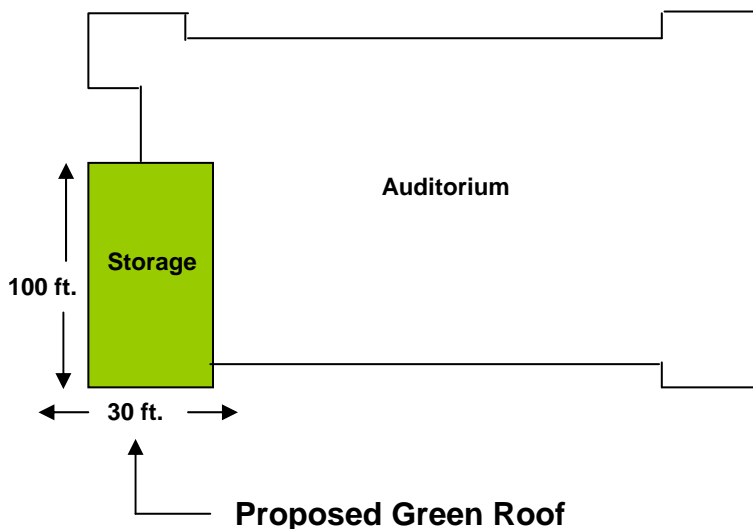 Auditorium
Storage
100 ft.
30 ft.
Proposed Green Roof